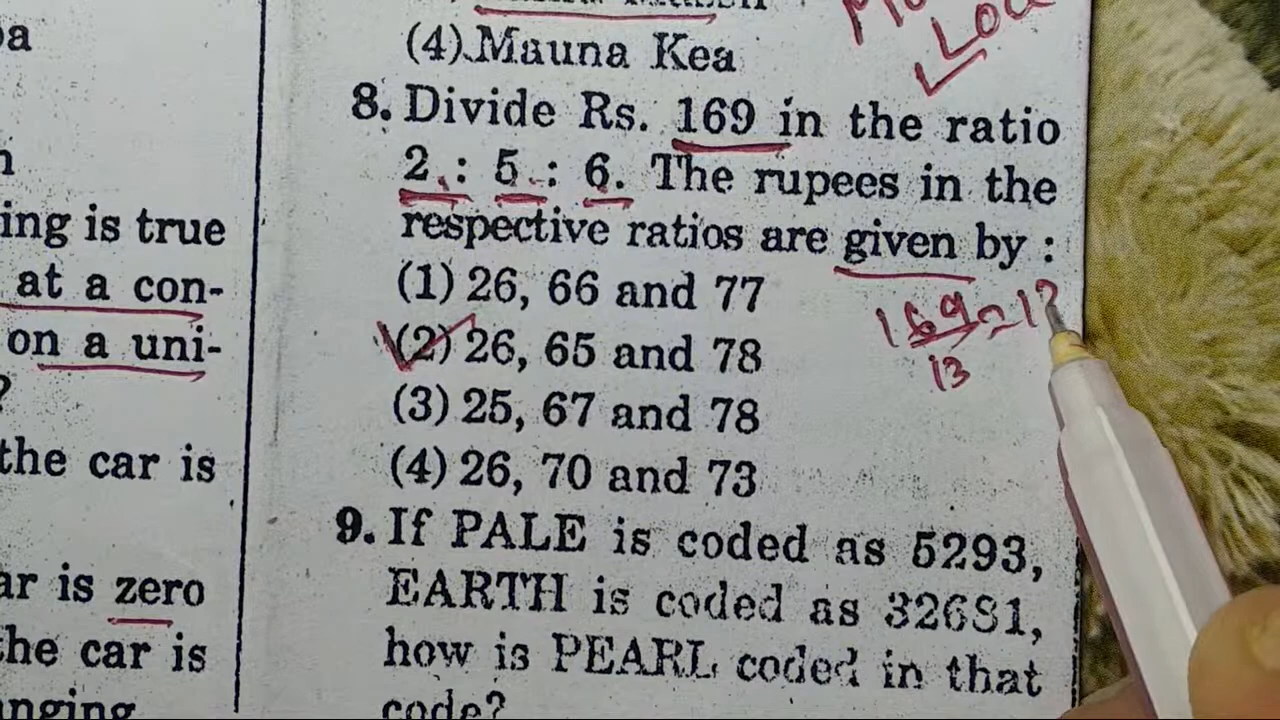 oa
n
ing is true
at a con-
on a uni-
?
the car is
ar is zero
the car is
anging
(4) Mauna Kea
8. Divide Rs. 169 in the ratio
2 : 5 : 6. The rupees in the
respective ratios are given by :
(1) 26, 66 and 77
(2) 26, 65 and 78
(3) 25, 67 and 78
(4) 26, 70 and 73
169/13 = 13
9. If PALE is coded as 5293,
EARTH is coded as 32681,
how is PEARL coded in that
code?